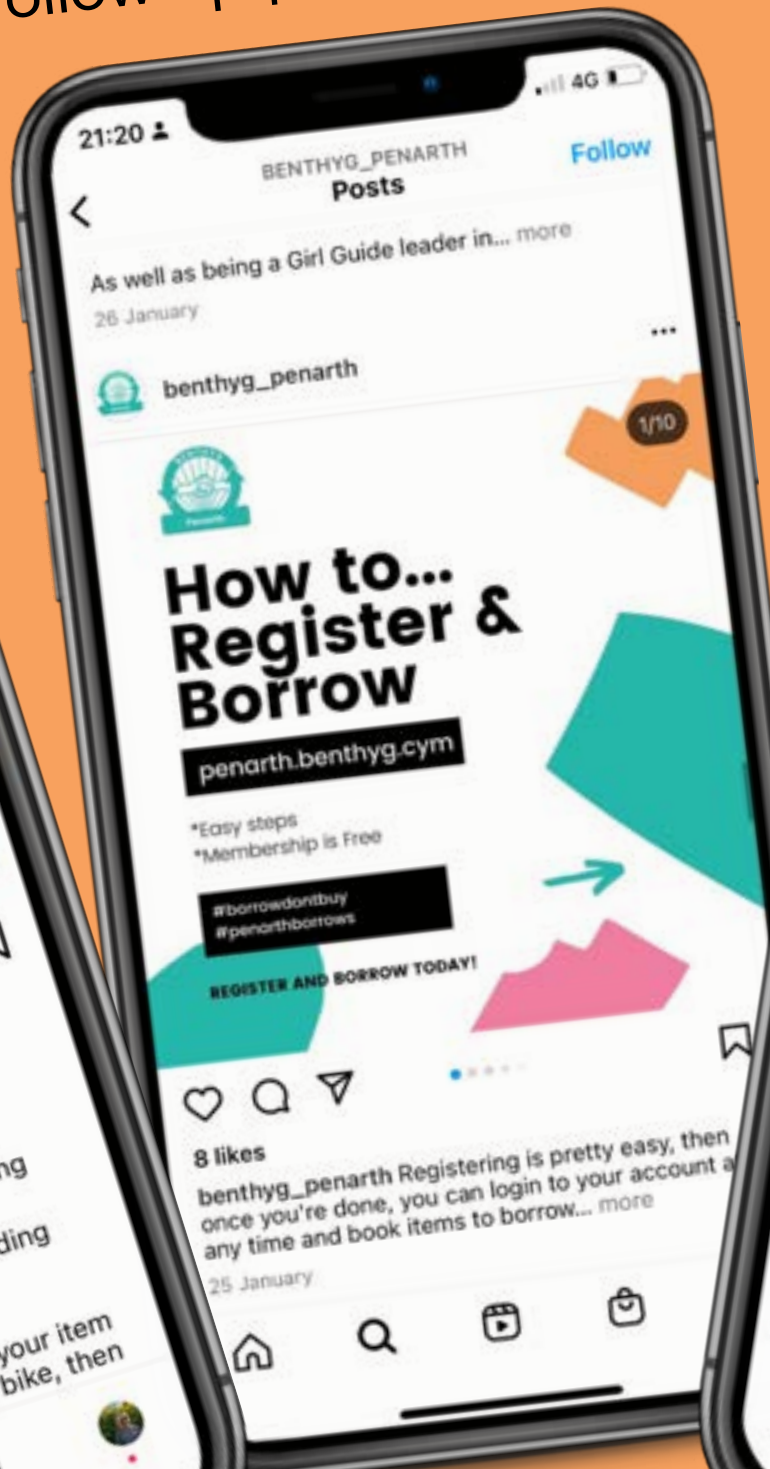 21:20
4G
BENTHYG_PENARTH
Posts
Follow
As well as being a Girl Guide leader in... more
26 January
benthyg_penarth
1/10
Penarth
How to...
Register &
Borrow
penarth.benthyg.cym
*Easy steps
*Membership is Free
#borrowdontbuy
#penarthborrows
REGISTER AND BORROW TODAY!
8 likes
benthyg_penarth Registering is pretty easy, then
once you're done, you can login to your account a
any time and book items to borrow... more
25 January
your item
bike, then